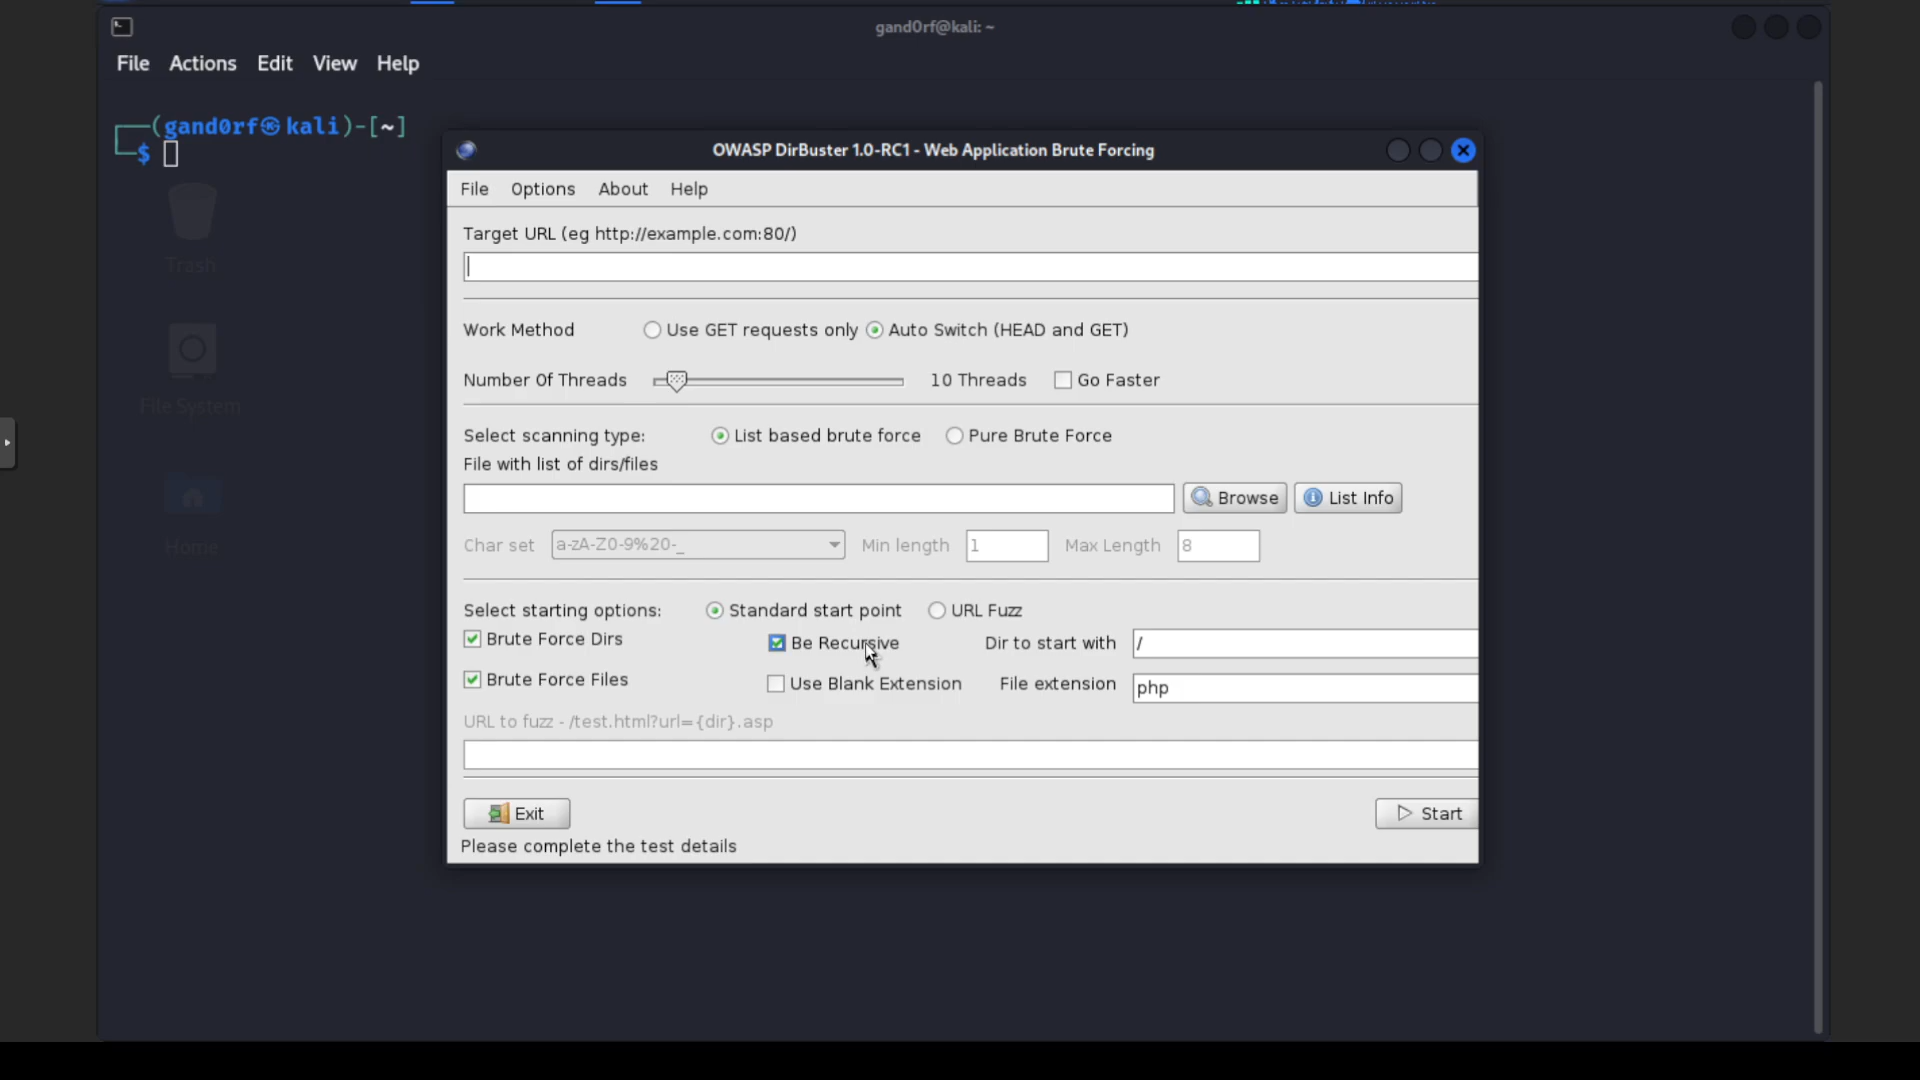 gand0rf@kali: ~
File Actions Edit View Help
(gand0rf㉿kali)-[~]
$
Trash
File System
Home
OWASP DirBuster 1.0-RC1 - Web Application Brute Forcing
File Options About Help
Target URL (eg http://example.com:80/)
Work Method Use GET requests only Auto Switch (HEAD and GET)
Number Of Threads 10 Threads Go Faster
Select scanning type: List based brute force Pure Brute Force
File with list of dirs/files
Browse List Info
Char set a-zA-Z0-9%20-_ Min length 1 Max Length 8
Select starting options: Standard start point URL Fuzz
Brute Force Dirs Be Recursive Dir to start with /
Brute Force Files Use Blank Extension File extension php
URL to fuzz - /test.html?url={dir}.asp
Exit Start
Please complete the test details